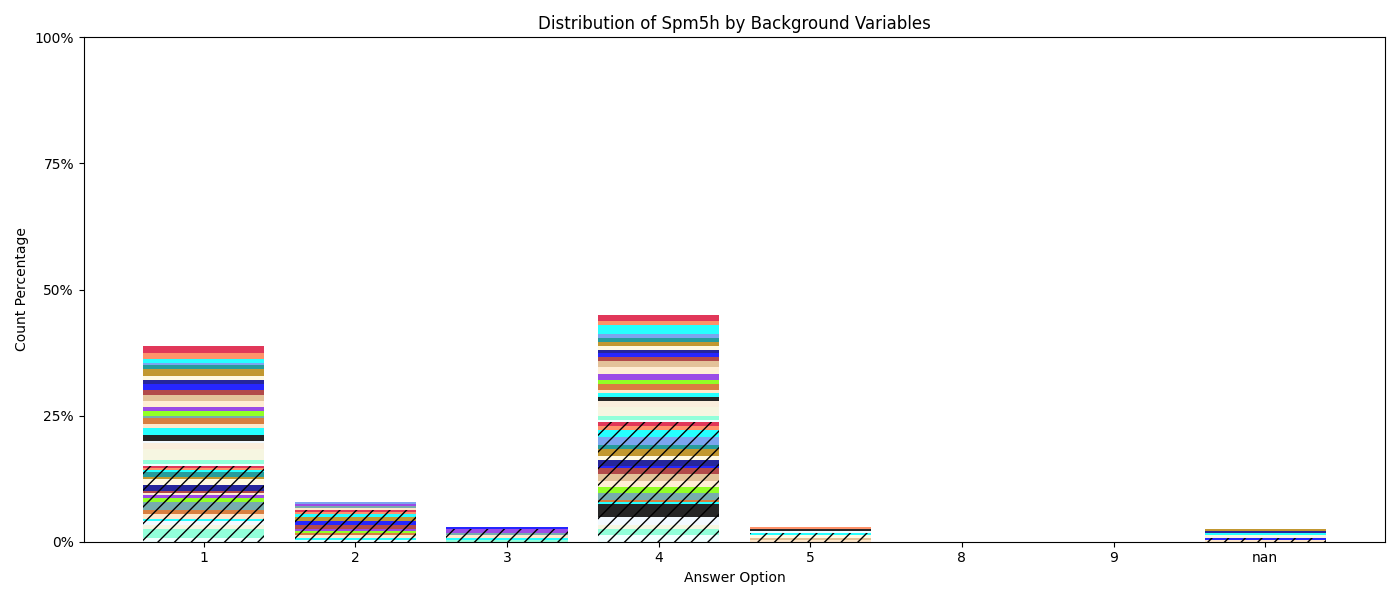 Distribution of Spm5h by Background Variables
100%
75%
50%
25%
0%
Count Percentage
1 2 3 4 5 8 9 nan
Answer Option